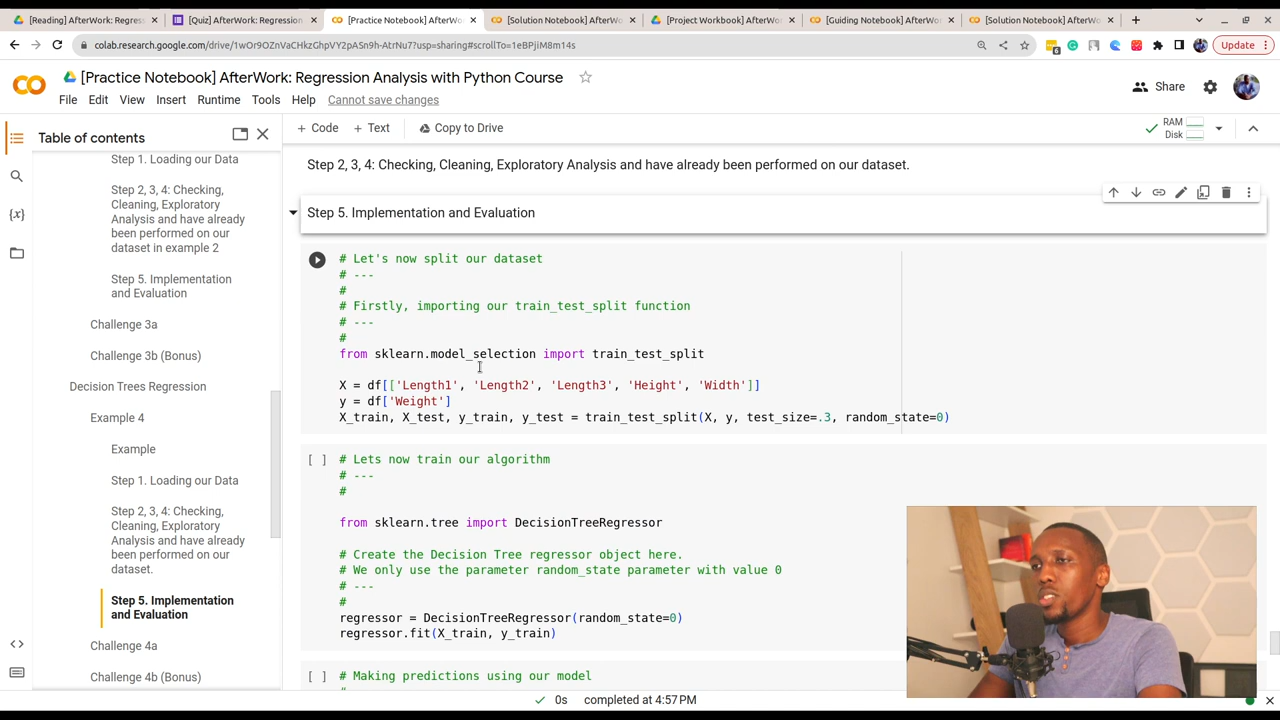 [Reading] AfterWork: Regress
[Quiz] AfterWork: Regression
[Practice Notebook] AfterWo
[Solution Notebook] AfterWo
[Project Workbook] AfterWor
[Guiding Notebook] AfterWo
[Solution Notebook] AfterWo
colab.research.google.com/drive/1wOr9OZnVaCHkzGhpVY2pASn9h-AtrNu7?usp=sharing#scrollTo=1eBPjiM8m14s
6
Update
[Practice Notebook] AfterWork: Regression Analysis with Python Course
File Edit View Insert Runtime Tools Help Cannot save changes
Share
Table of contents
+ Code + Text Copy to Drive
RAM
Disk
Step 1. Loading our Data
Step 2, 3, 4: Checking,
Cleaning, Exploratory
Analysis and have already
been performed on our
dataset in example 2
Step 5. Implementation
and Evaluation
Challenge 3a
Challenge 3b (Bonus)
Decision Trees Regression
Example 4
Example
Step 1. Loading our Data
Step 2, 3, 4: Checking,
Cleaning, Exploratory
Analysis and have already
been performed on our
dataset.
Step 5. Implementation
and Evaluation
Challenge 4a
Challenge 4b (Bonus)
{x}
Step 2, 3, 4: Checking, Cleaning, Exploratory Analysis and have already been performed on our dataset.
Step 5. Implementation and Evaluation
# Let's now split our dataset
# ---
#
# Firstly, importing our train_test_split function
# ---
#
from sklearn.model_selection import train_test_split
X = df[['Length1', 'Length2', 'Length3', 'Height', 'Width']]
y = df['Weight']
X_train, X_test, y_train, y_test = train_test_split(X, y, test_size=.3, random_state=0)
[ ] # Lets now train our algorithm
# ---
#
from sklearn.tree import DecisionTreeRegressor
# Create the Decision Tree regressor object here.
# We only use the parameter random_state parameter with value 0
# ---
#
regressor = DecisionTreeRegressor(random_state=0)
regressor.fit(X_train, y_train)
[ ] # Making predictions using our model
0s completed at 4:57 PM